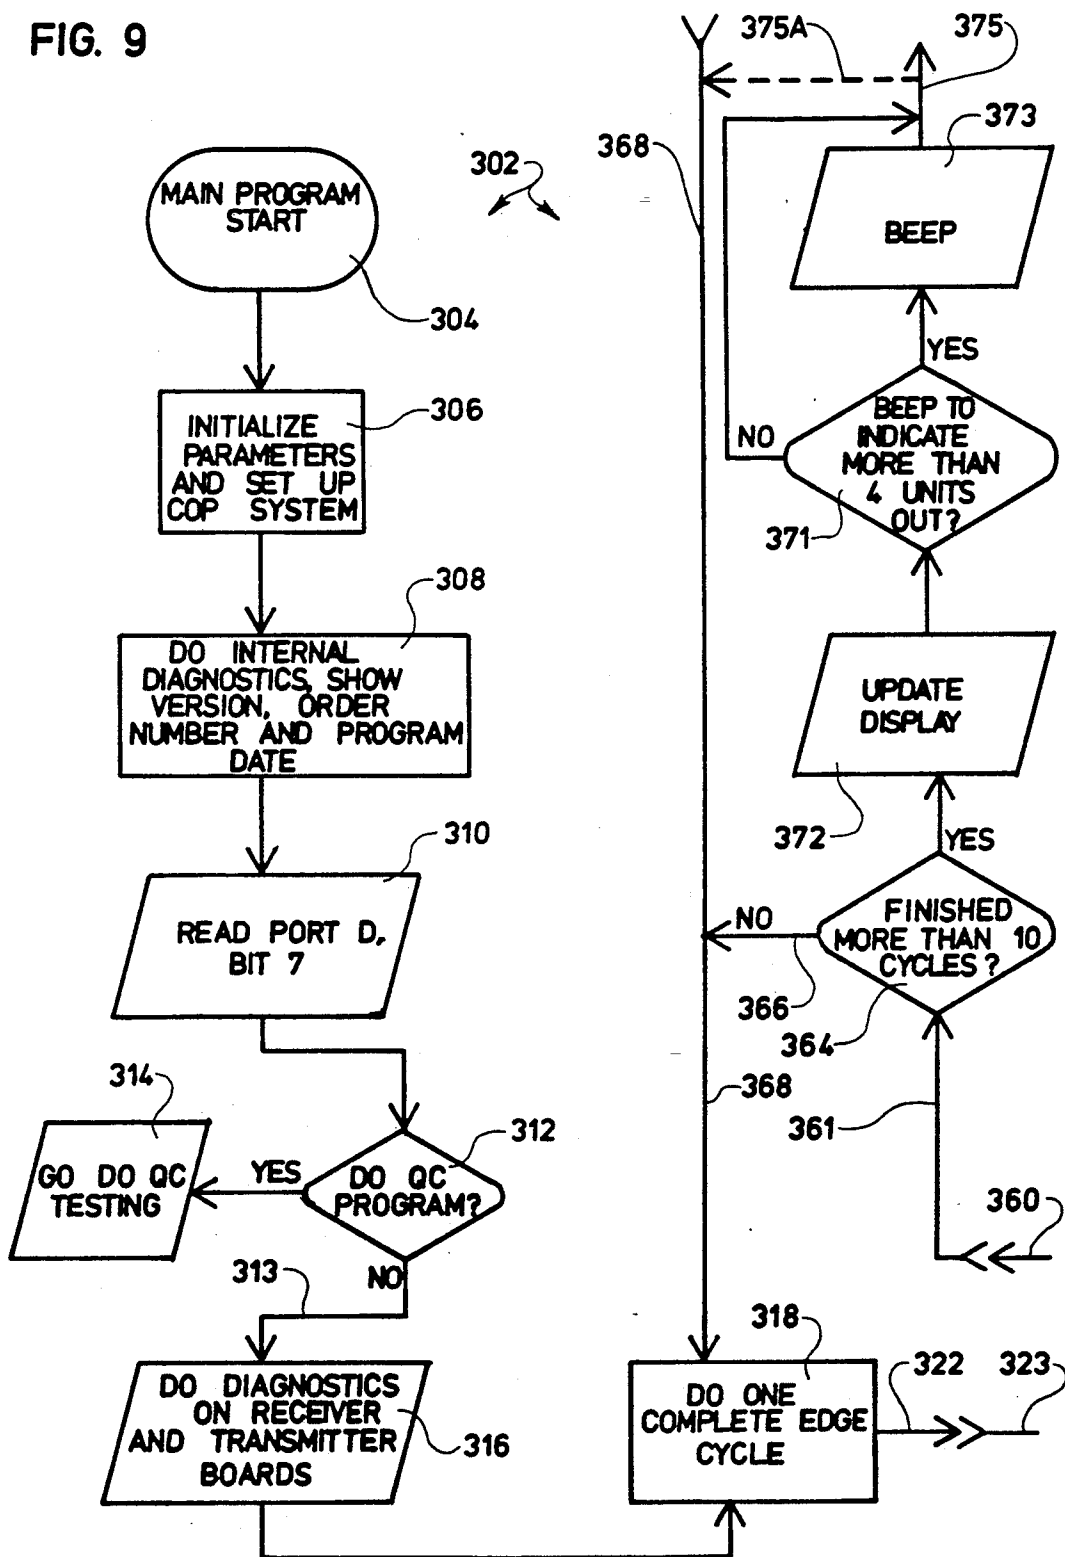 FIG. 9
MAIN PROGRAM
START
304
302
INITIALIZE
PARAMETERS
AND SET UP
COP SYSTEM
306
DO INTERNAL
DIAGNOSTICS, SHOW
VERSION, ORDER
NUMBER AND PROGRAM
DATE
308
READ PORT D,
BIT 7
310
DO QC
PROGRAM?
312
YES
GO DO QC
TESTING
314
NO
313
DO DIAGNOSTICS
ON RECEIVER
AND TRANSMITTER
BOARDS
316
375A
375
368
373
BEEP
YES
BEEP TO
INDICATE
MORE THAN
4 UNITS
OUT?
NO
371
UPDATE
DISPLAY
372
YES
FINISHED
MORE THAN 10
CYCLES?
NO
366
364
368
361
360
318
DO ONE
COMPLETE EDGE
CYCLE
322
323